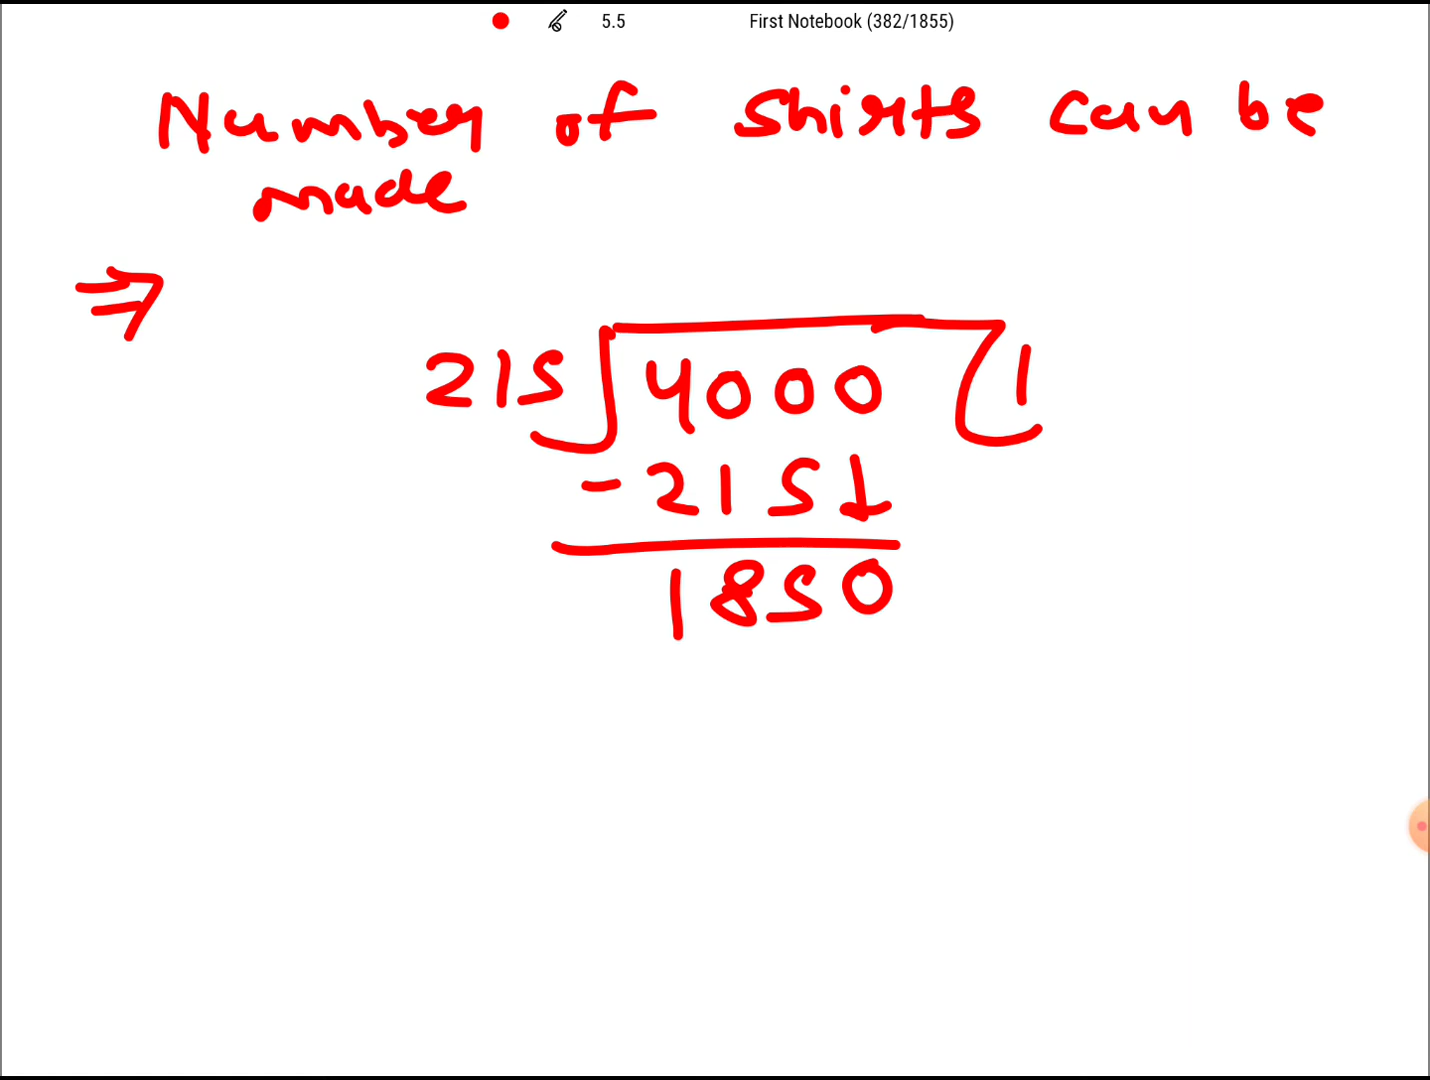 5.5 First Notebook (382/1855)
Number of shirts can be
made
⇒
215 ) 4000 ( 1
- 215↓
1850